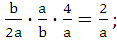 b/2a · a/b · 4/a = 2/a ;